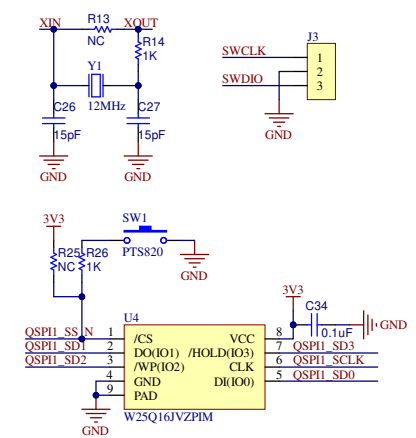 XIN
R13
XOUT
NC
R14
1K
Y1
12MHz
C26
C27
15pF
15pF
GND
GND
J3
SWCLK
1
2
SWDIO
3
GND
3V3
SW1
R25
R26
NC
1K
PTS820
GND
U4
3V3
C34
0.1uF
GND
QSPI1_SS_N
1
/CS
VCC
8
QSPI1_SD1
2
DO(IO1)
/HOLD(IO3)
7
QSPI1_SD3
QSPI1_SD2
3
/WP(IO2)
CLK
6
QSPI1_SCLK
4
GND
DI(IO0)
5
QSPI1_SD0
9
PAD
W25Q16JVZPIM
GND